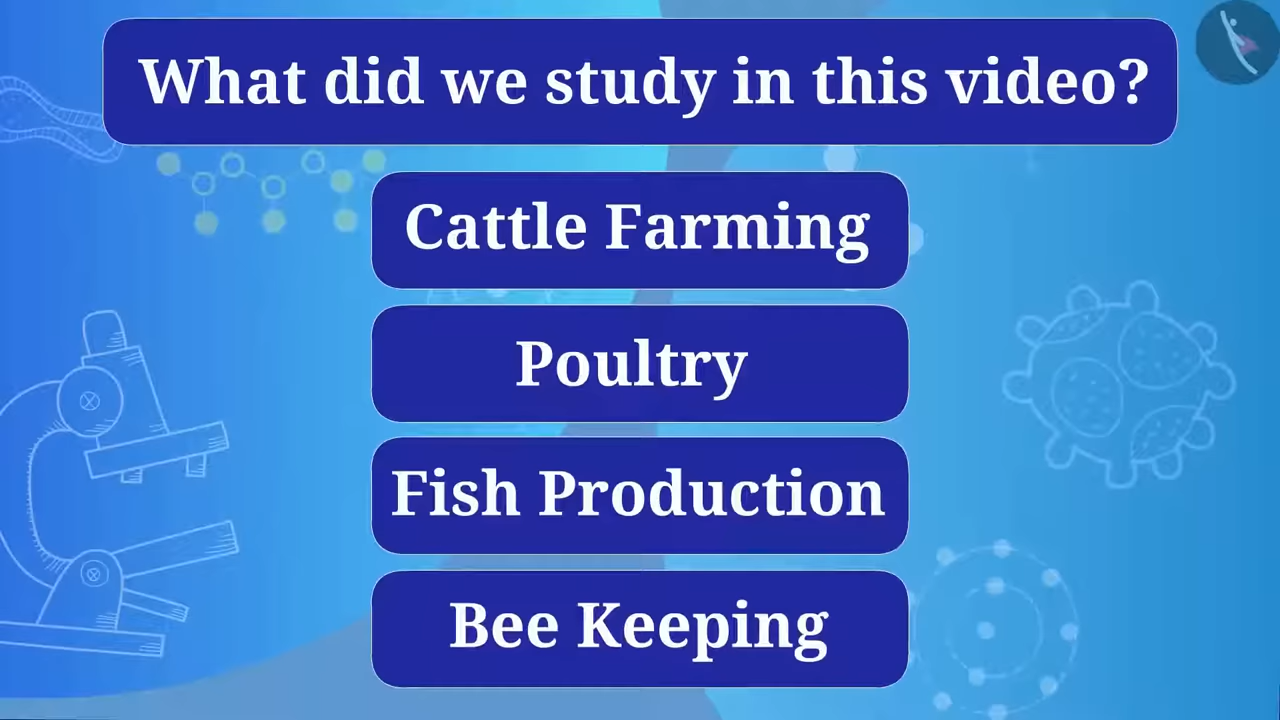 What did we study in this video?
Cattle Farming
Poultry
Fish Production
Bee Keeping